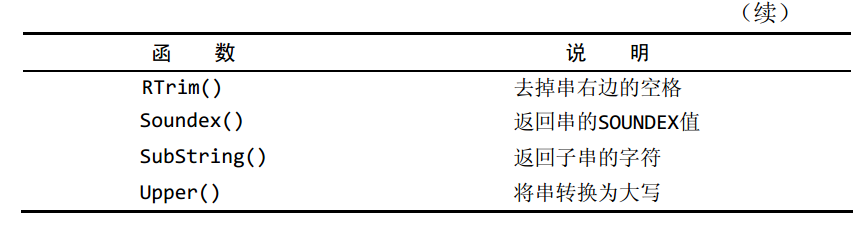 （续）
函 数 说 明
RTrim() 去掉串右边的空格
Soundex() 返回串的SOUNDEX值
SubString() 返回子串的字符
Upper() 将串转换为大写